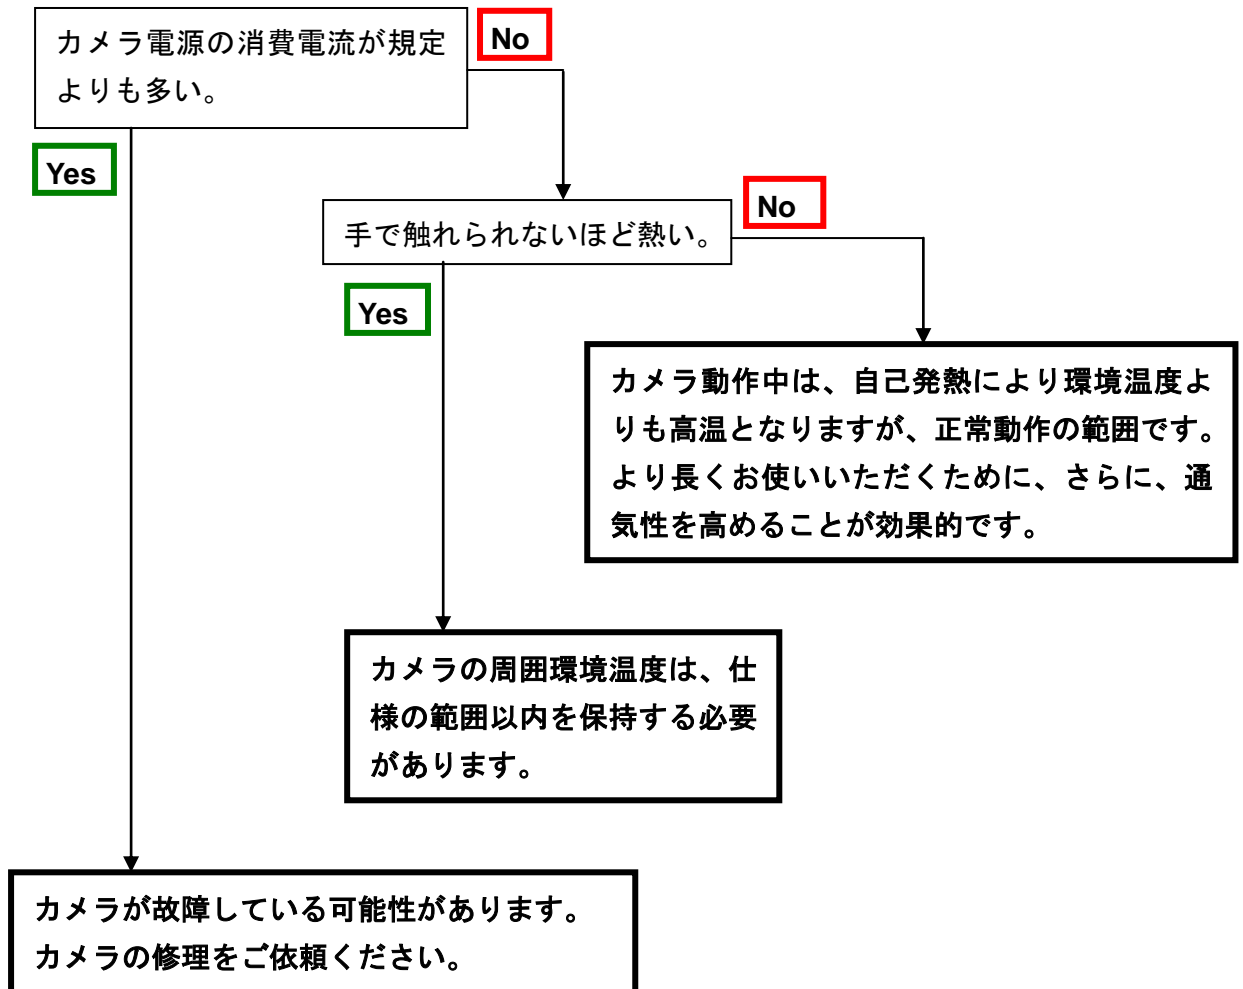 カメラ電源の消費電流が規定
よりも多い。
No
Yes
手で触れられないほど熱い。
No
Yes
カメラ動作中は、自己発熱により環境温度よ
りも高温となりますが、正常動作の範囲です。
より長くお使いいただくために、さらに、通
気性を高めることが効果的です。
カメラの周囲環境温度は、仕
様の範囲以内を保持する必要
があります。
カメラが故障している可能性があります。
カメラの修理をご依頼ください。